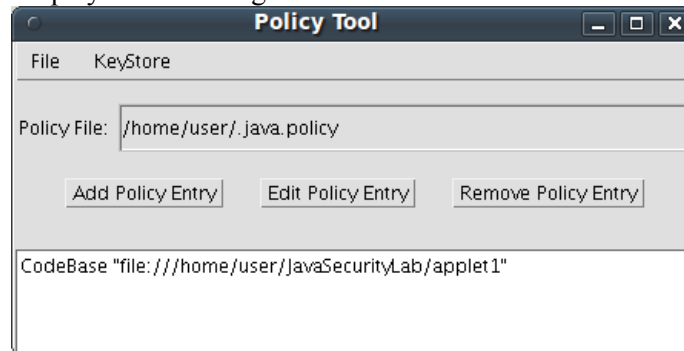 Policy Tool
File KeyStore
Policy File: /home/user/.java.policy
Add Policy Entry Edit Policy Entry Remove Policy Entry
CodeBase "file:///home/user/JavaSecurityLab/applet1"